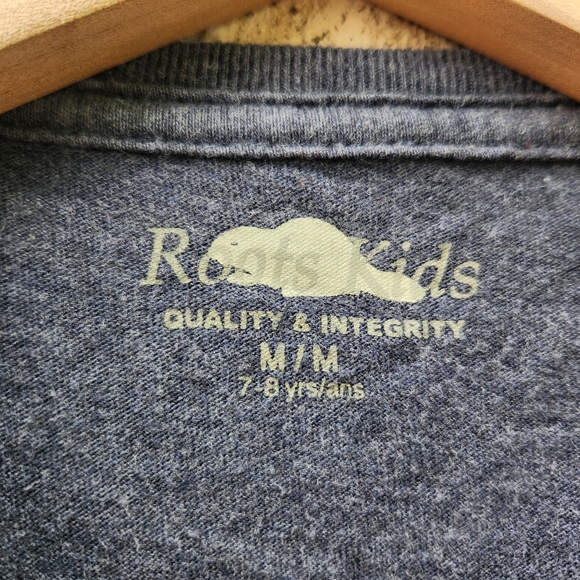 Roots Kids
QUALITY & INTEGRITY
M/M
7-8 yrs/ans